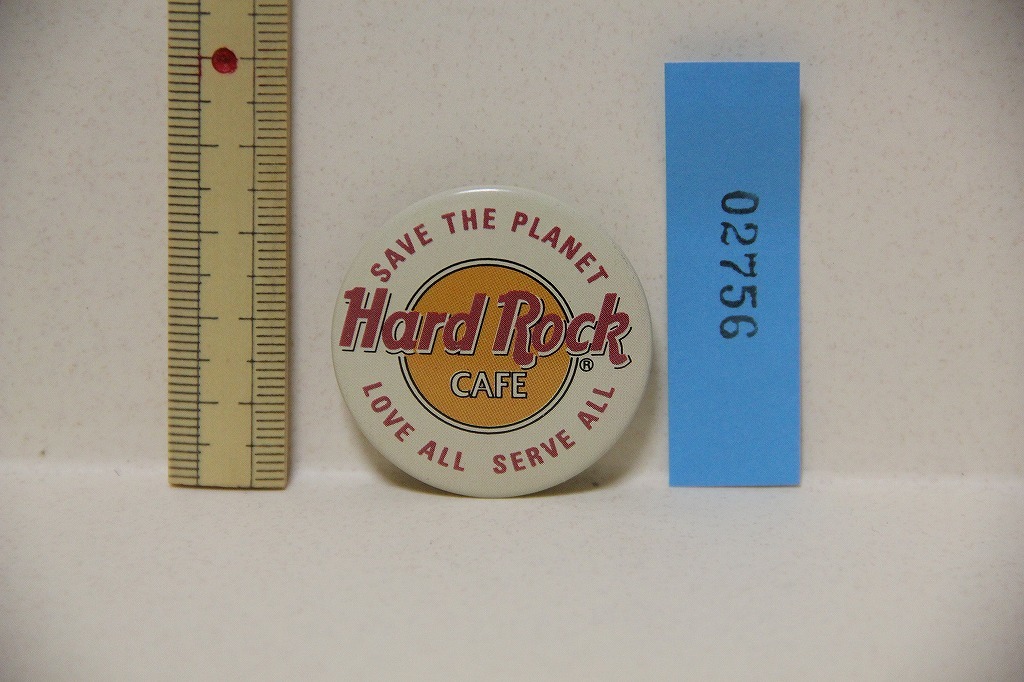 SAVE THE PLANET
Hard Rock
®
CAFE
LOVE ALL SERVE ALL
02756